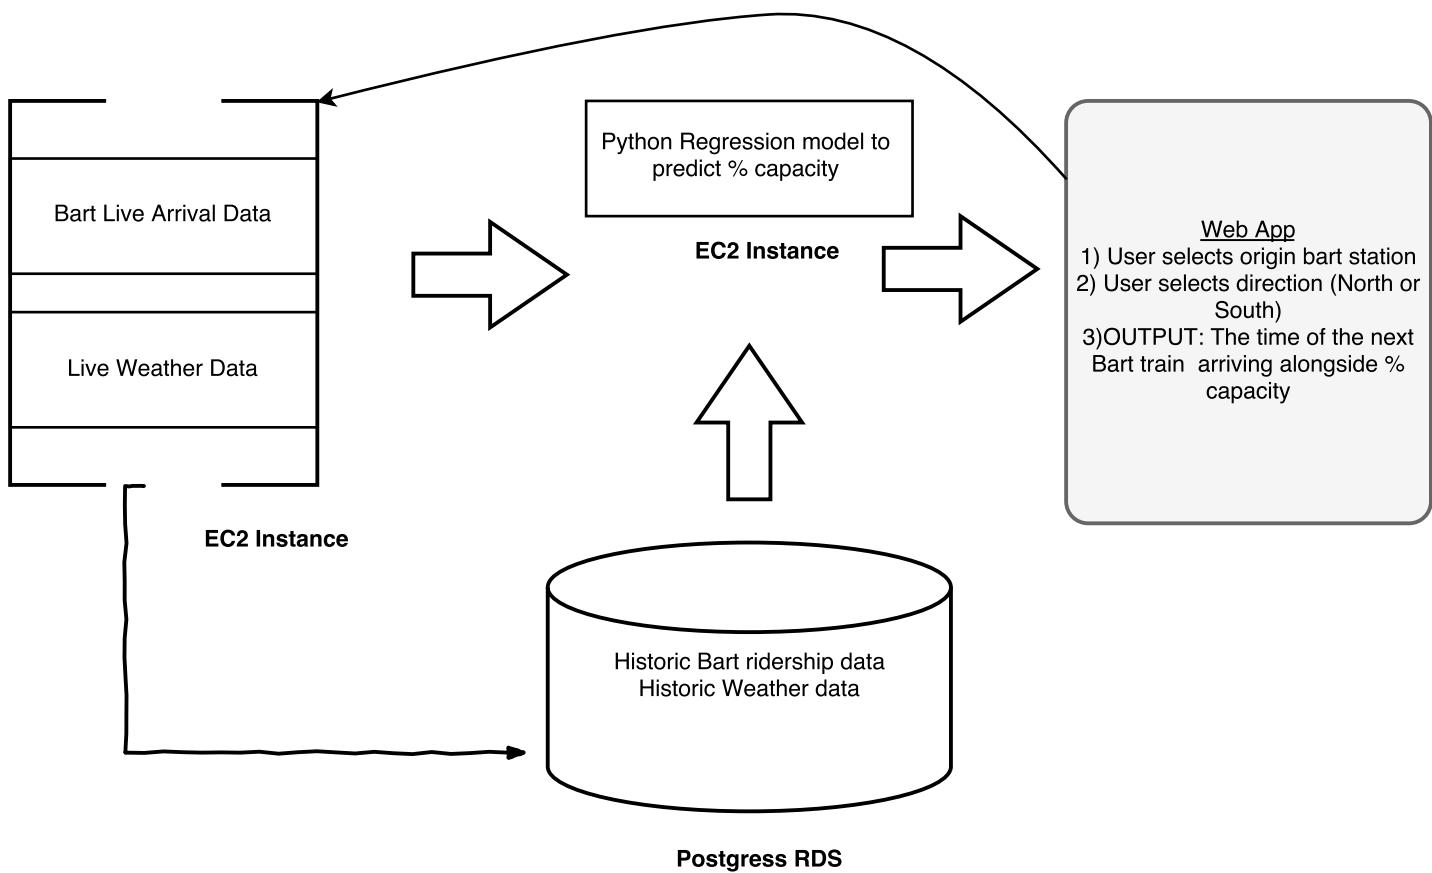 Bart Live Arrival Data
Live Weather Data
EC2 Instance
Python Regression model to
predict % capacity
EC2 Instance
Web App
1) User selects origin bart station
2) User selects direction (North or
South)
3)OUTPUT: The time of the next
Bart train  arriving alongside %
capacity
Historic Bart ridership data
Historic Weather data
Postgress RDS